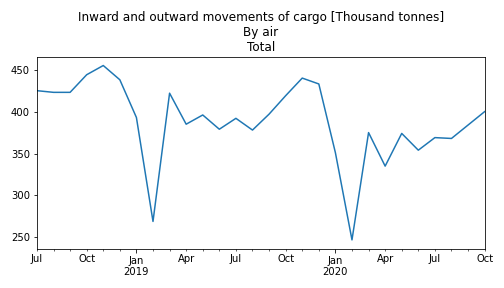 Inward and outward movements of cargo [Thousand tonnes]
By air
Total
450
400
350
300
250
Jul Oct Jan Apr Jul Oct Jan Apr Jul Oct
2019 2020